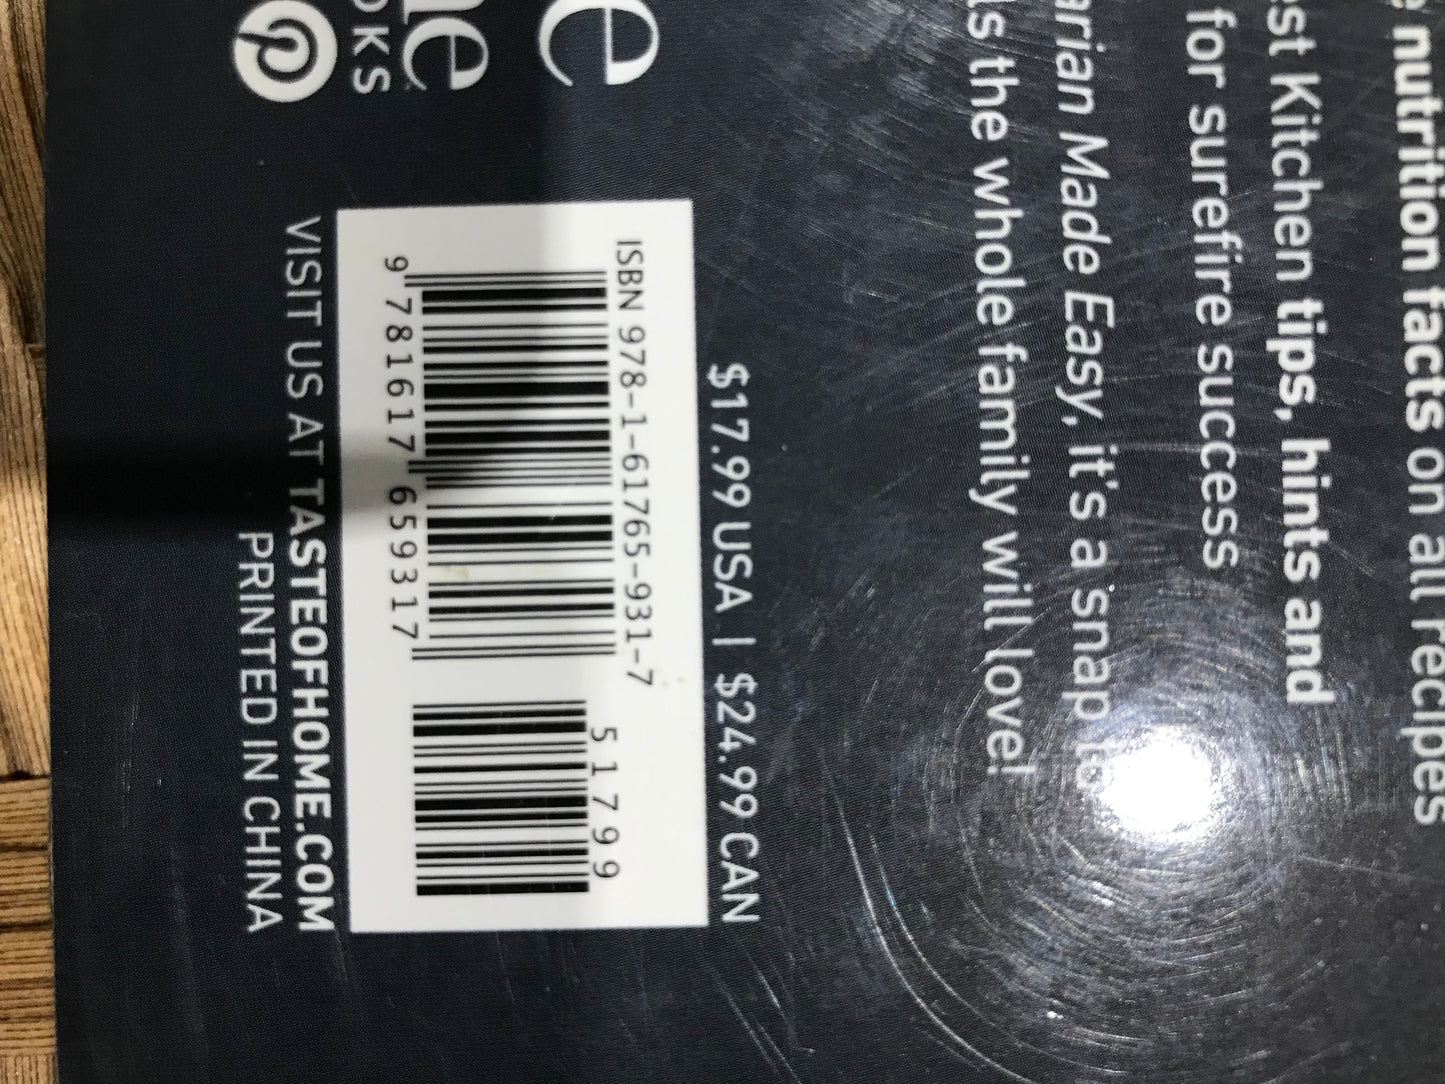 nutrition facts on all recipes
Kitchen tips, hints and
for surefire success
Made Easy, it's a snap
the whole family will love!
$17.99 USA | $24.99 CAN
ISBN 978-1-61765-931-7
9 781617 659317
51799
VISIT US AT TASTEOFHOME.COM
PRINTED IN CHINA